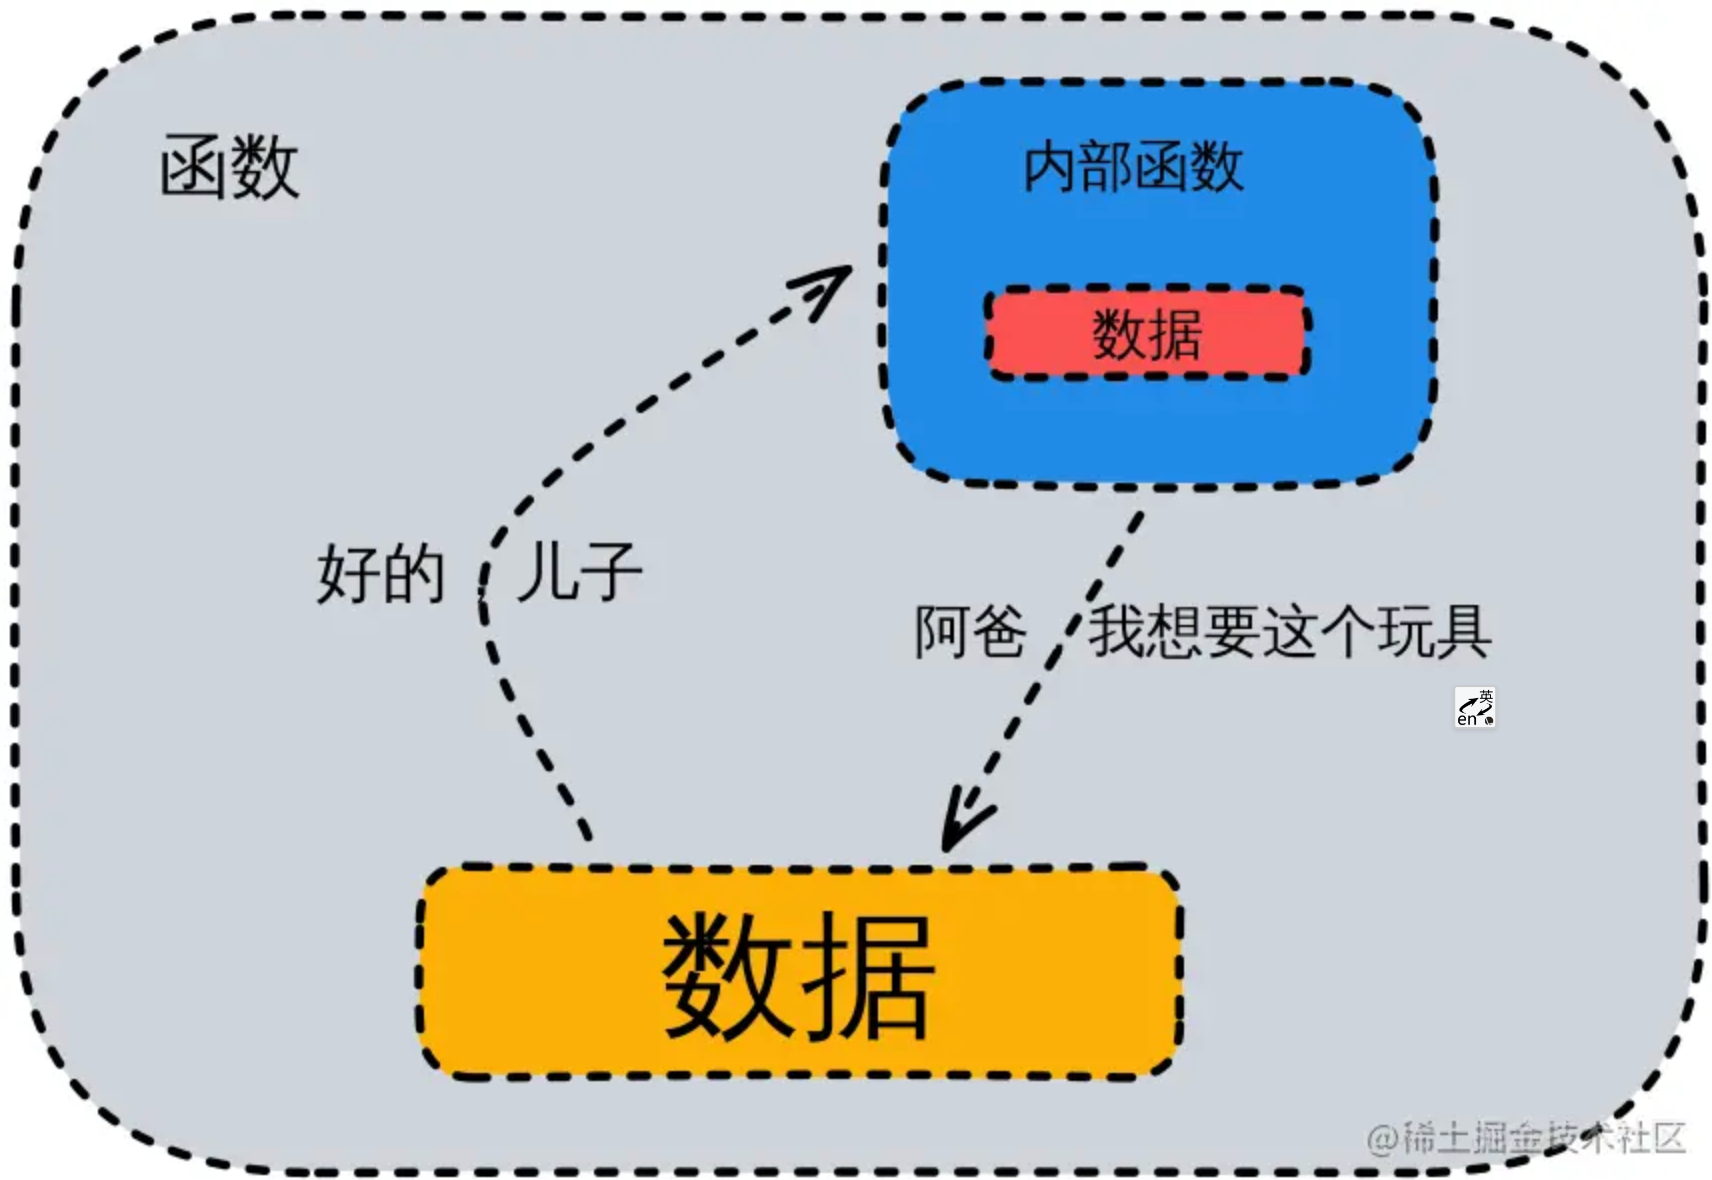 函数
内部函数
数据
好的，儿子
阿爸 我想要这个玩具
英
en
数据
@稀土掘金技术社区